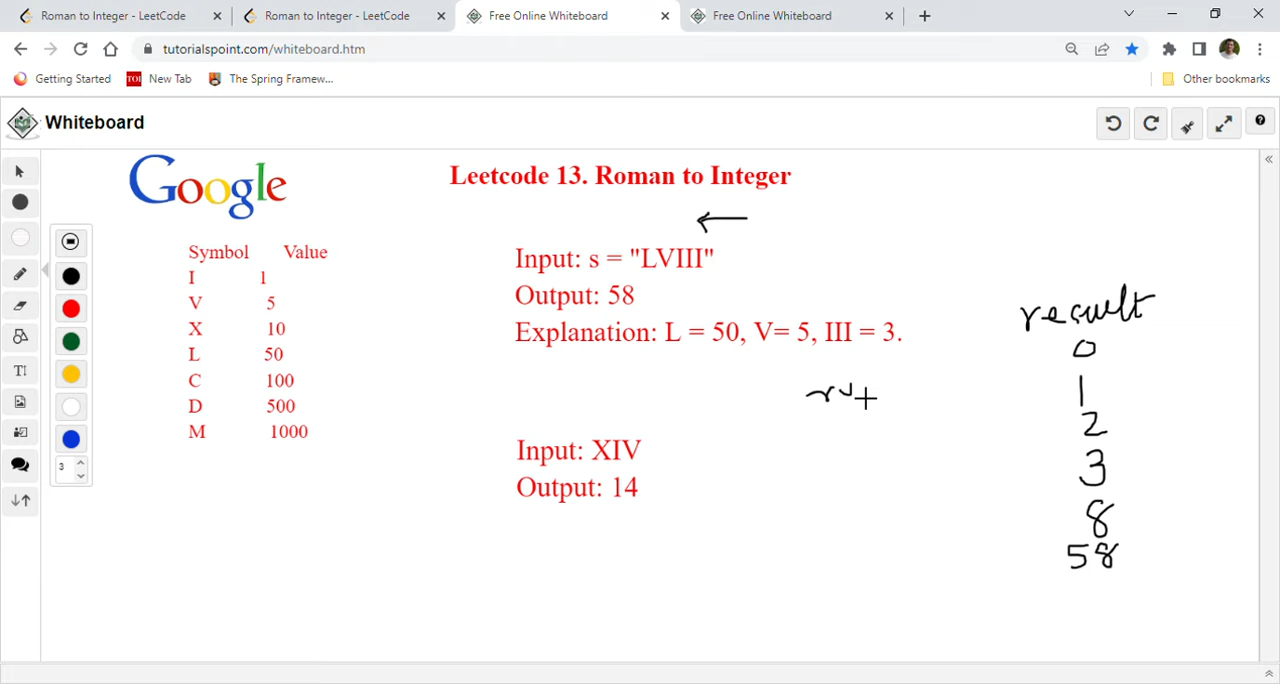 Roman to Integer - LeetCode
Roman to Integer - LeetCode
Free Online Whiteboard
Free Online Whiteboard
tutorialspoint.com/whiteboard.htm
Getting Started
TOI New Tab
The Spring Framew...
Other bookmarks
Whiteboard
Google
Leetcode 13. Roman to Integer
Symbol Value
I 1
V 5
X 10
L 50
C 100
D 500
M 1000
3
Input: s = "LVIII"
Output: 58
Explanation: L = 50, V= 5, III = 3.
Input: XIV
Output: 14
result
0
1
2
3
8
58